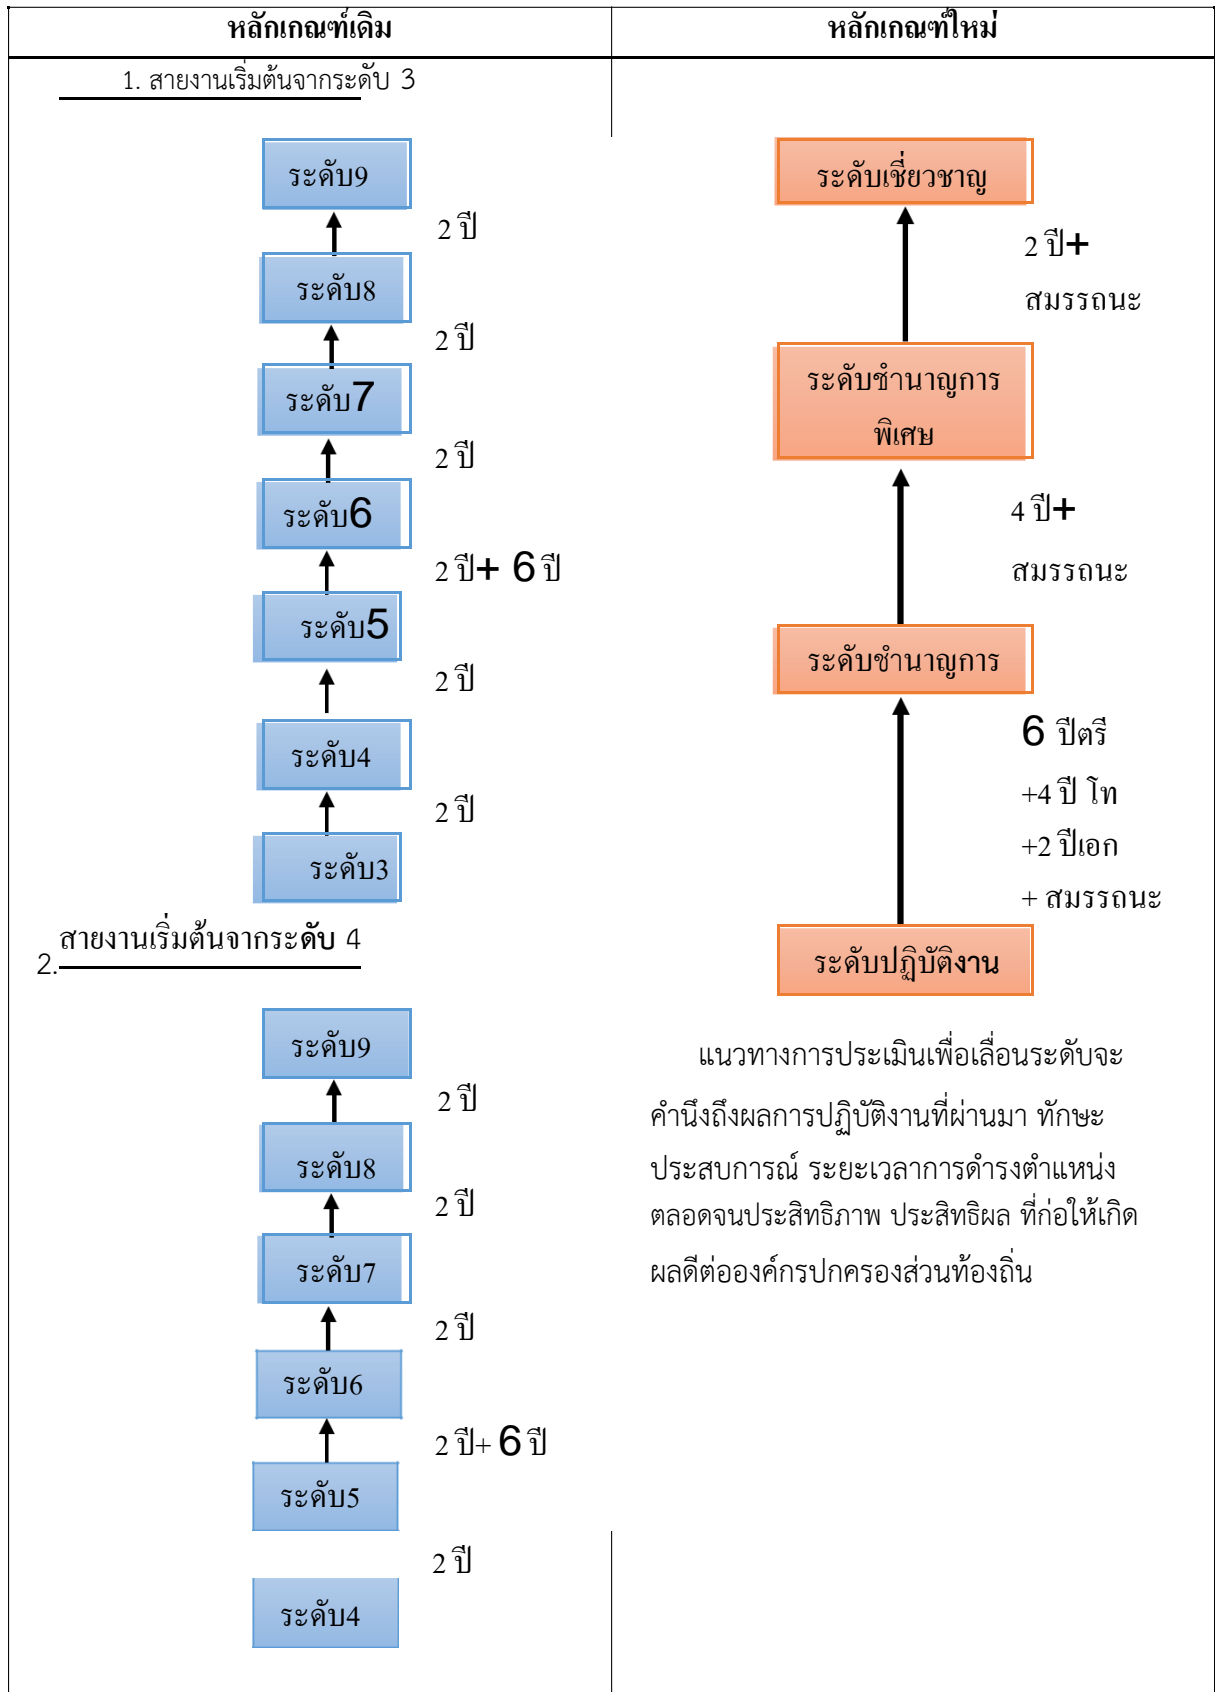 หลักเกณฑ์เดิม
1. สายงานเริ่มต้นจากระดับ 3
ระดับ9
2 ปี
ระดับ8
2 ปี
ระดับ7
2 ปี
ระดับ6
2 ปี+ 6 ปี
ระดับ5
2 ปี
ระดับ4
2 ปี
ระดับ3
2. สายงานเริ่มต้นจากระดับ 4
ระดับ9
2 ปี
ระดับ8
2 ปี
ระดับ7
2 ปี
ระดับ6
2 ปี+ 6 ปี
ระดับ5
2 ปี
ระดับ4
หลักเกณฑ์ใหม่
ระดับเชี่ยวชาญ
2 ปี+
สมรรถนะ
ระดับชำนาญการ
พิเศษ
4 ปี+
สมรรถนะ
ระดับชำนาญการ
6 ปีตรี
+4 ปี โท
+2 ปีเอก
+ สมรรถนะ
ระดับปฏิบัติงาน
แนวทางการประเมินเพื่อเลื่อนระดับจะ
คำนึงถึงผลการปฏิบัติงานที่ผ่านมา ทักษะ
ประสบการณ์ ระยะเวลาการดำรงตำแหน่ง
ตลอดจนประสิทธิภาพ ประสิทธิผล ที่ก่อให้เกิด
ผลดีต่อองค์กรปกครองส่วนท้องถิ่น